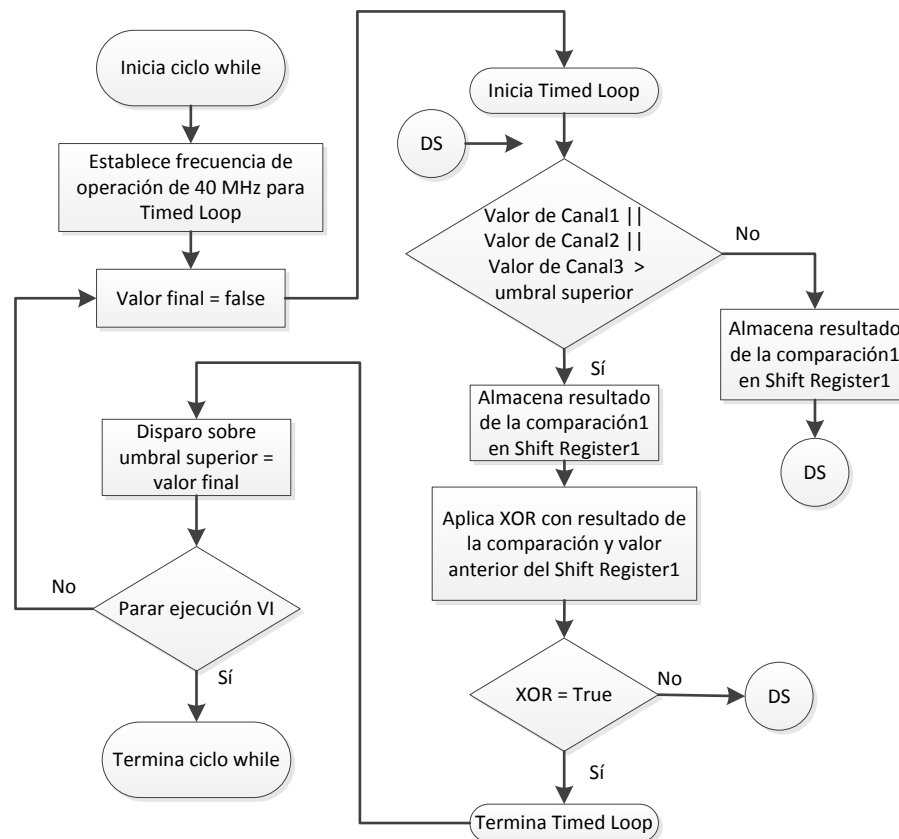 Inicia ciclo while
Establece frecuencia de
operación de 40 MHz para
Timed Loop
Valor final = false
Disparo sobre
umbral superior =
valor final
No
Parar ejecución VI
Sí
Termina ciclo while
Inicia Timed Loop
DS
Valor de Canal1 ||
Valor de Canal2 ||
Valor de Canal3 >
umbral superior
No
Almacena resultado
de la comparación1
en Shift Register1
DS
Sí
Almacena resultado
de la comparación1
en Shift Register1
Aplica XOR con resultado de
la comparación y valor
anterior del Shift Register1
XOR = True
No
DS
Sí
Termina Timed Loop